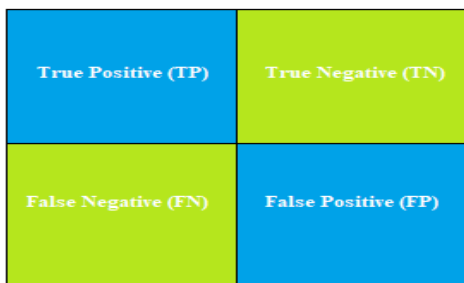 True Positive (TP)
True Negative (TN)
False Negative (FN)
False Positive (FP)